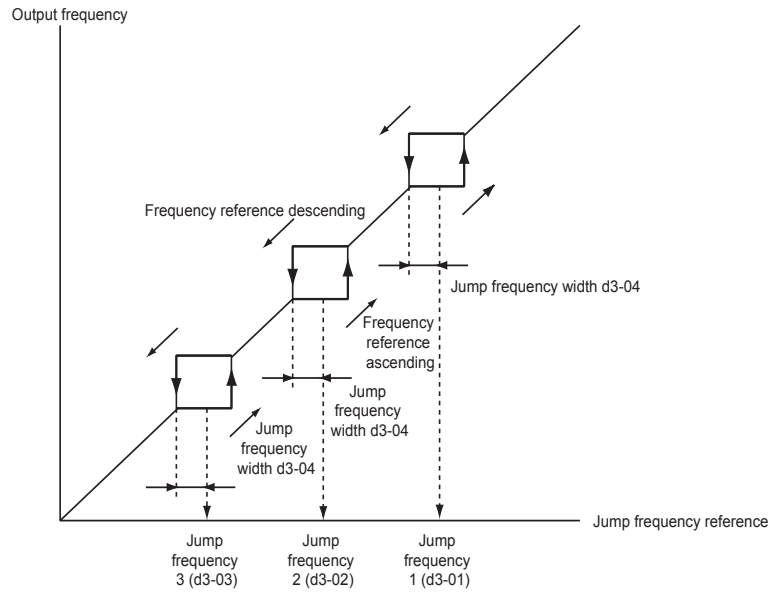 Output frequency
Frequency reference descending
Jump frequency width d3-04
Frequency
reference
ascending
Jump
frequency
width d3-04
Jump
frequency
width d3-04
Jump frequency reference
Jump
frequency
3 (d3-03)
Jump
frequency
2 (d3-02)
Jump
frequency
1 (d3-01)